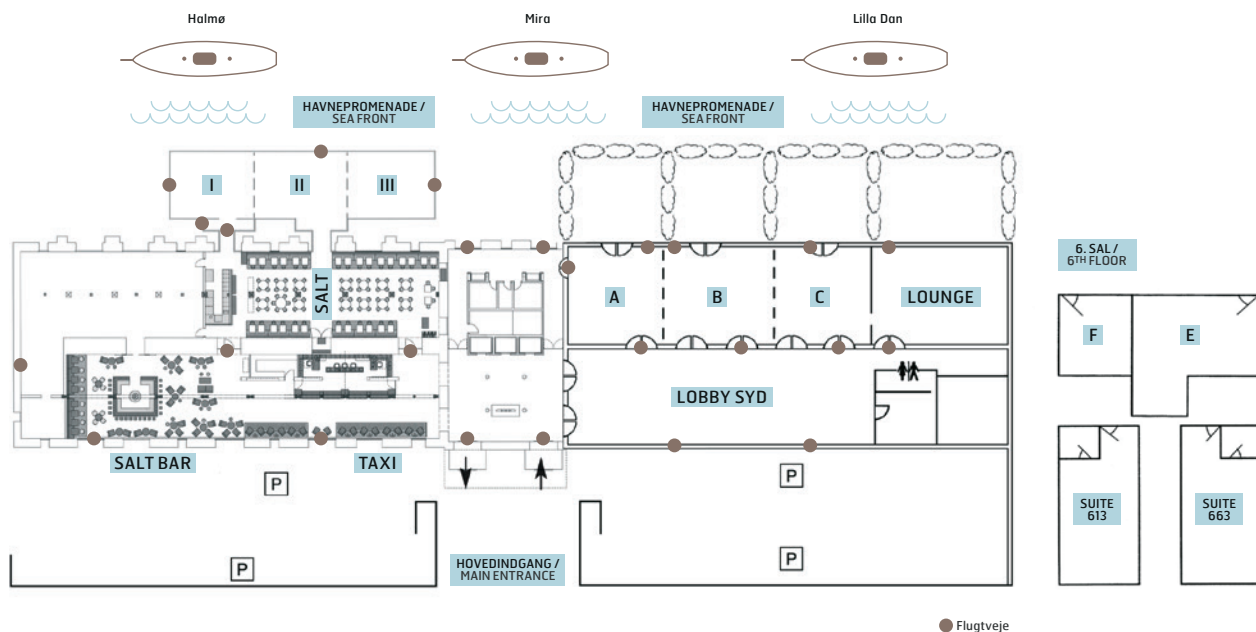 Halmø
Mira
Lilla Dan
HAVNEPROMENADE /
SEA FRONT
HAVNEPROMENADE /
SEA FRONT
I
II
III
SALT
A
B
C
LOUNGE
6. SAL /
6TH FLOOR
F
E
LOBBY SYD
SALT BAR
TAXI
P
P
P
P
HOVEDINDGANG /
MAIN ENTRANCE
SUITE
613
SUITE
663
Flugtveje